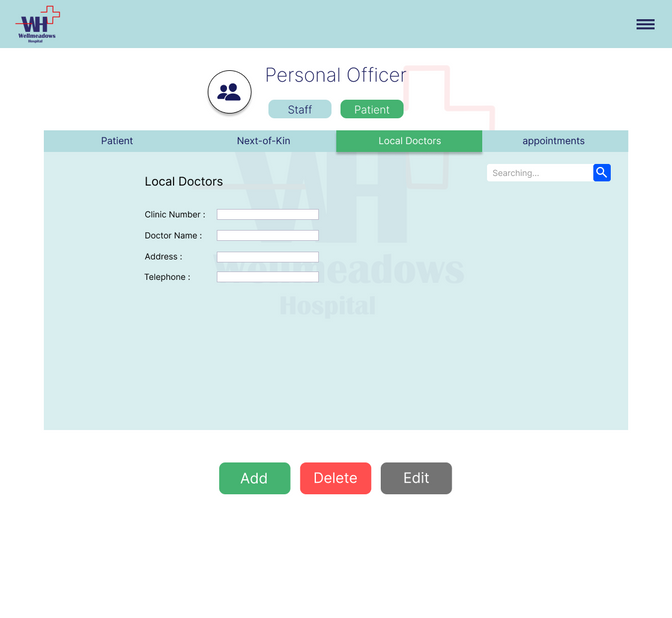 WH
Wellmeadows
Hospital
Personal Officer
Staff
Patient
Patient
Next-of-Kin
Local Doctors
appointments
Searching...
Local Doctors
Clinic Number :
Doctor Name :
Address :
Telephone :
WH
Wellmeadows
Hospital
Add
Delete
Edit